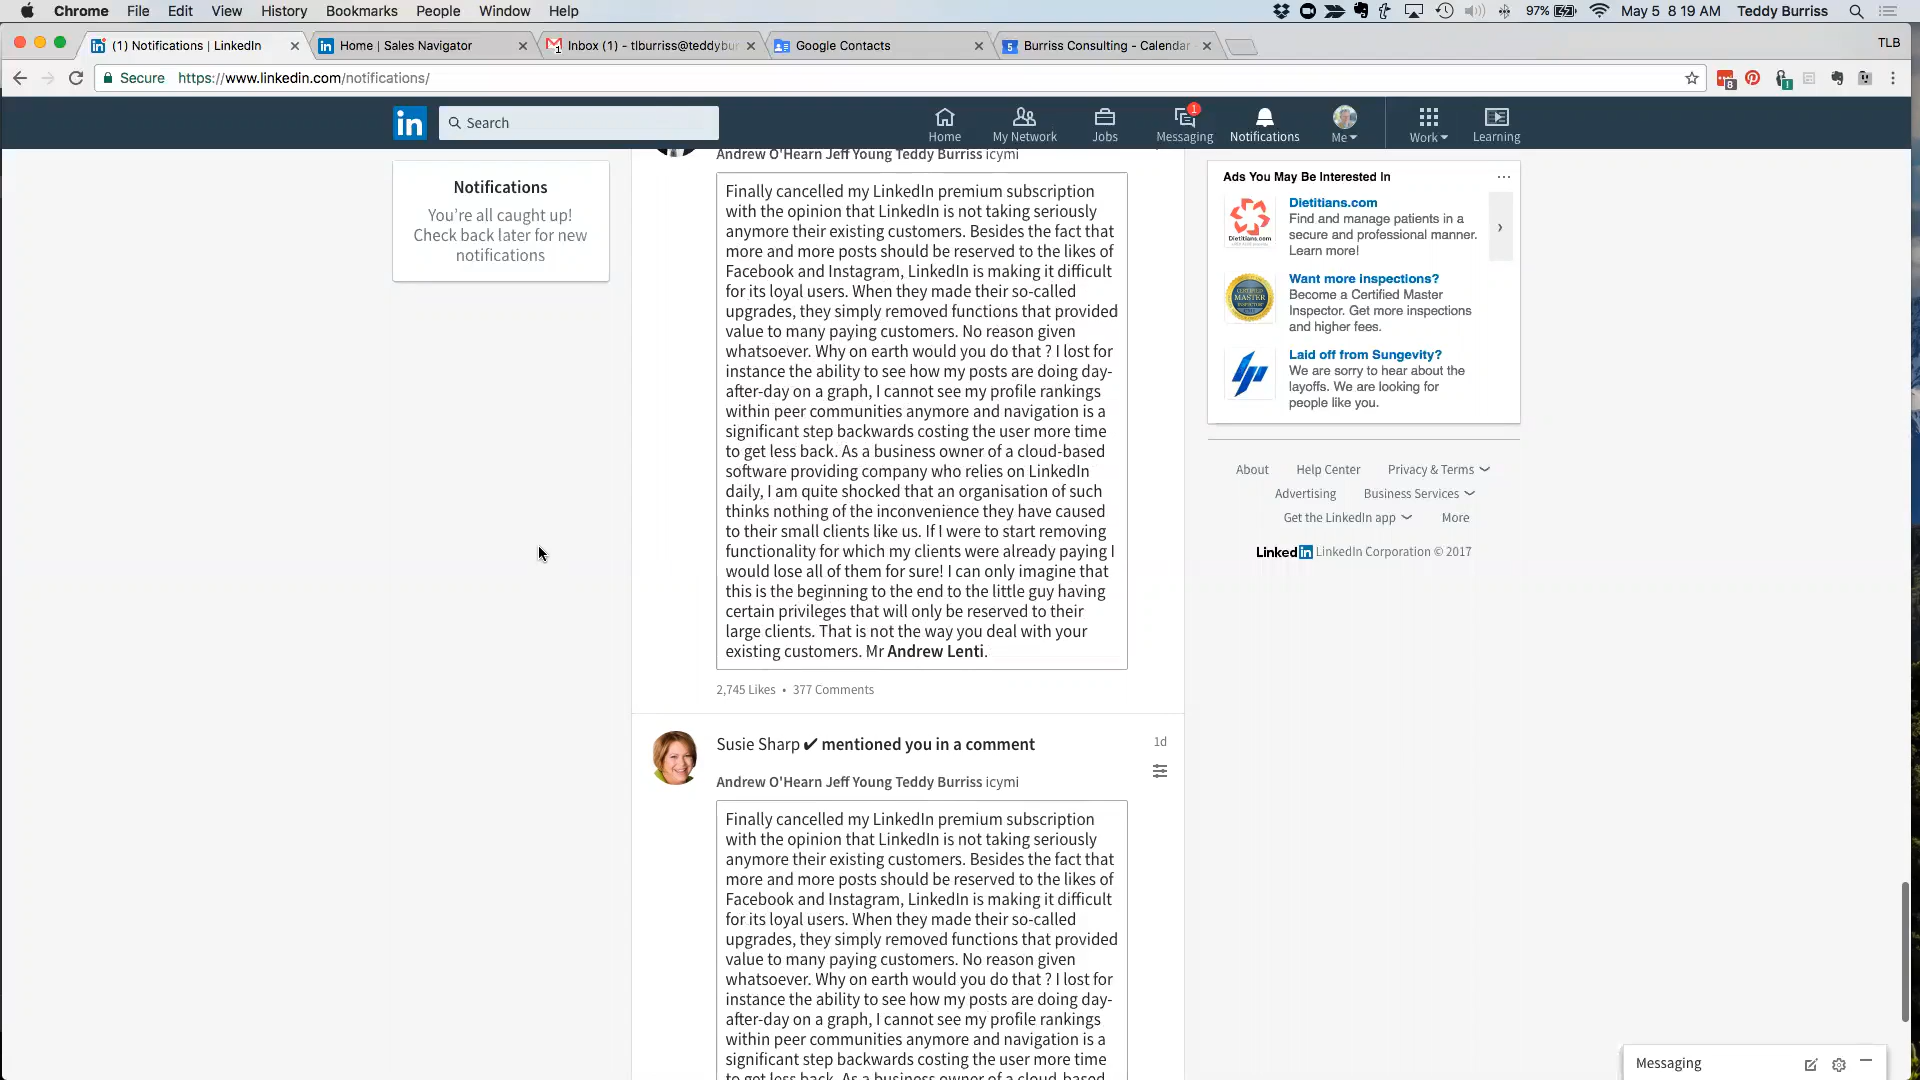 Chrome File Edit View History Bookmarks People Window Help
97% May 5 8 19 AM Teddy Burriss
(1) Notifications | LinkedIn
Home | Sales Navigator
Inbox (1) - tlburriss@teddybur
Google Contacts
Burriss Consulting - Calendar
TLB
Secure https://www.linkedin.com/notifications/
in Search
Home
My Network
Jobs
1
Messaging
Notifications
Me
Work
Learning
Notifications
You're all caught up!
Check back later for new
notifications
Andrew O'Hearn Jeff Young Teddy Burriss icymi
Finally cancelled my LinkedIn premium subscription
with the opinion that LinkedIn is not taking seriously
anymore their existing customers. Besides the fact that
more and more posts should be reserved to the likes of
Facebook and Instagram, LinkedIn is making it difficult
for its loyal users. When they made their so-called
upgrades, they simply removed functions that provided
value to many paying customers. No reason given
whatsoever. Why on earth would you do that ? I lost for
instance the ability to see how my posts are doing day-
after-day on a graph, I cannot see my profile rankings
within peer communities anymore and navigation is a
significant step backwards costing the user more time
to get less back. As a business owner of a cloud-based
software providing company who relies on LinkedIn
daily, I am quite shocked that an organisation of such
thinks nothing of the inconvenience they have caused
to their small clients like us. If I were to start removing
functionality for which my clients were already paying I
would lose all of them for sure! I can only imagine that
this is the beginning to the end to the little guy having
certain privileges that will only be reserved to their
large clients. That is not the way you deal with your
existing customers. Mr Andrew Lenti.
2,745 Likes • 377 Comments
Susie Sharp ✔ mentioned you in a comment
1d
Andrew O'Hearn Jeff Young Teddy Burriss icymi
Finally cancelled my LinkedIn premium subscription
with the opinion that LinkedIn is not taking seriously
anymore their existing customers. Besides the fact that
more and more posts should be reserved to the likes of
Facebook and Instagram, LinkedIn is making it difficult
for its loyal users. When they made their so-called
upgrades, they simply removed functions that provided
value to many paying customers. No reason given
whatsoever. Why on earth would you do that ? I lost for
instance the ability to see how my posts are doing day-
after-day on a graph, I cannot see my profile rankings
within peer communities anymore and navigation is a
significant step backwards costing the user more time
to get less back. As a business owner of a cloud-based
Ads You May Be Interested In
Dietitians.com
Find and manage patients in a
secure and professional manner.
Learn more!
Dietitians.com
Want more inspections?
Become a Certified Master
Inspector. Get more inspections
and higher fees.
CERTIFIED
MASTER
INSPECTOR
Laid off from Sungevity?
We are sorry to hear about the
layoffs. We are looking for
people like you.
About Help Center Privacy & Terms
Advertising Business Services
Get the LinkedIn app More
LinkedIn LinkedIn Corporation © 2017
Messaging